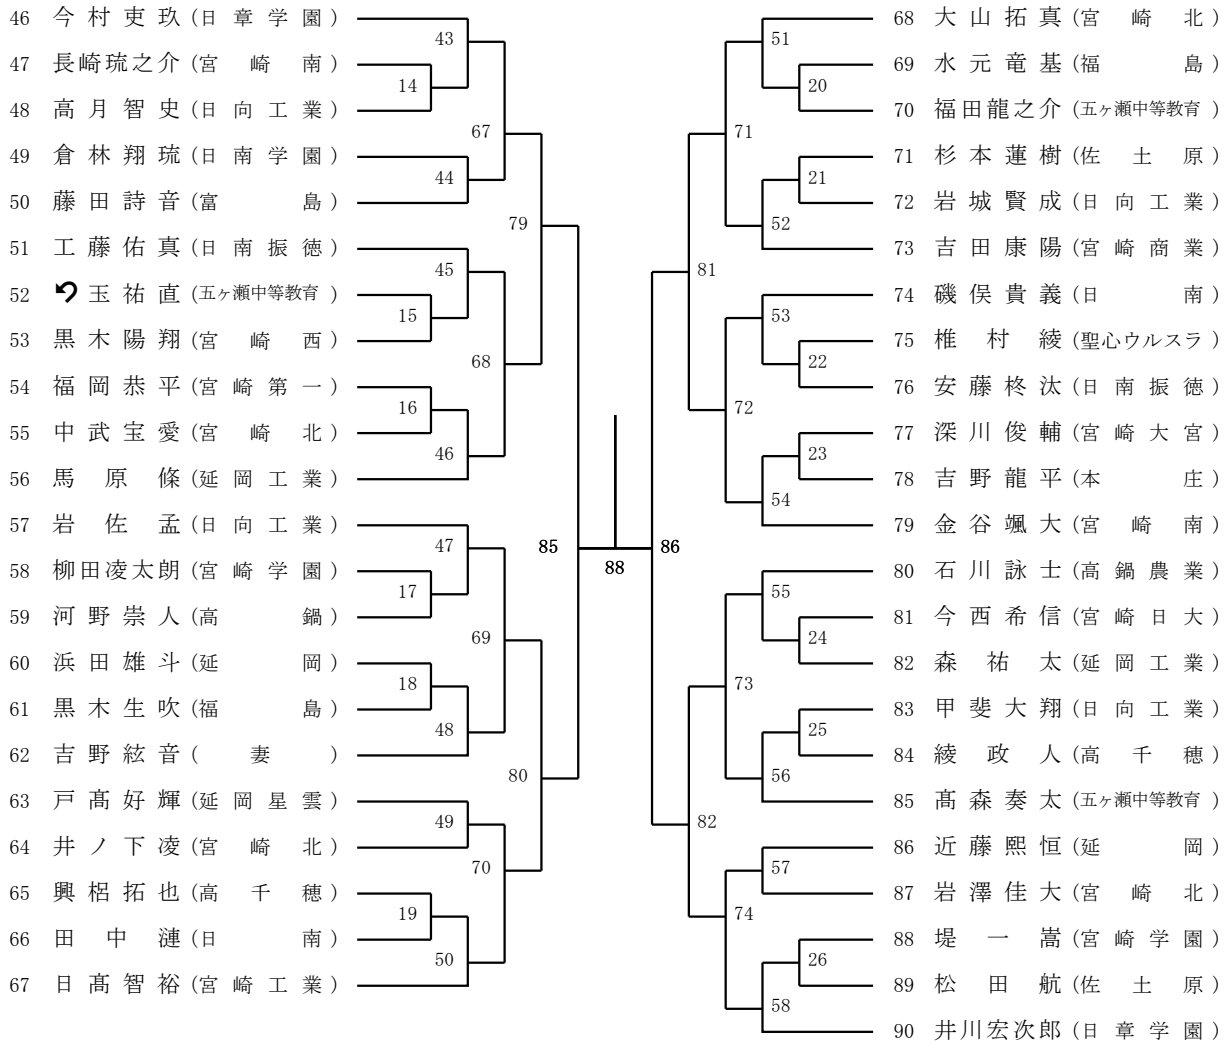 46 今村吏玖 (日章学園)
47 長崎琉之介 (宮崎南)
48 高月智史 (日向工業)
49 倉林翔琉 (日南学園)
50 藤田詩音 (富島)
51 工藤佑真 (日南振徳)
52 玉祐直 (五ヶ瀬中等教育)
53 黒木陽翔 (宮崎西)
54 福岡恭平 (宮崎第一)
55 中武宝愛 (宮崎北)
56 馬原條 (延岡工業)
57 岩佐孟 (日向工業)
58 柳田凌太朗 (宮崎学園)
59 河野崇人 (高鍋)
60 浜田雄斗 (延岡)
61 黒木生吹 (福島)
62 吉野絃音 (妻)
63 戸髙好輝 (延岡星雲)
64 井ノ下凌 (宮崎北)
65 興梠拓也 (高千穂)
66 田中漣 (日南)
67 日髙智裕 (宮崎工業)
43
14
67
44
79
45
15
68
16
46
85
47
17
69
18
48
80
49
70
19
50
88
86
51
20
71
21
52
81
53
22
72
23
54
55
24
73
25
56
82
57
74
26
58
68 大山拓真 (宮崎北)
69 水元竜基 (福島)
70 福田龍之介 (五ヶ瀬中等教育)
71 杉本蓮樹 (佐土原)
72 岩城賢成 (日向工業)
73 吉田康陽 (宮崎商業)
74 磯俣貴義 (日南)
75 椎村綾 (聖心ウルスラ)
76 安藤柊汰 (日南振徳)
77 深川俊輔 (宮崎大宮)
78 吉野龍平 (本庄)
79 金谷颯大 (宮崎南)
80 石川詠士 (高鍋農業)
81 今西希信 (宮崎日大)
82 森祐太 (延岡工業)
83 甲斐大翔 (日向工業)
84 綾政人 (高千穂)
85 髙森奏太 (五ヶ瀬中等教育)
86 近藤熙恒 (延岡)
87 岩澤佳大 (宮崎北)
88 堤一嵩 (宮崎学園)
89 松田航 (佐土原)
90 井川宏次郎 (日章学園)